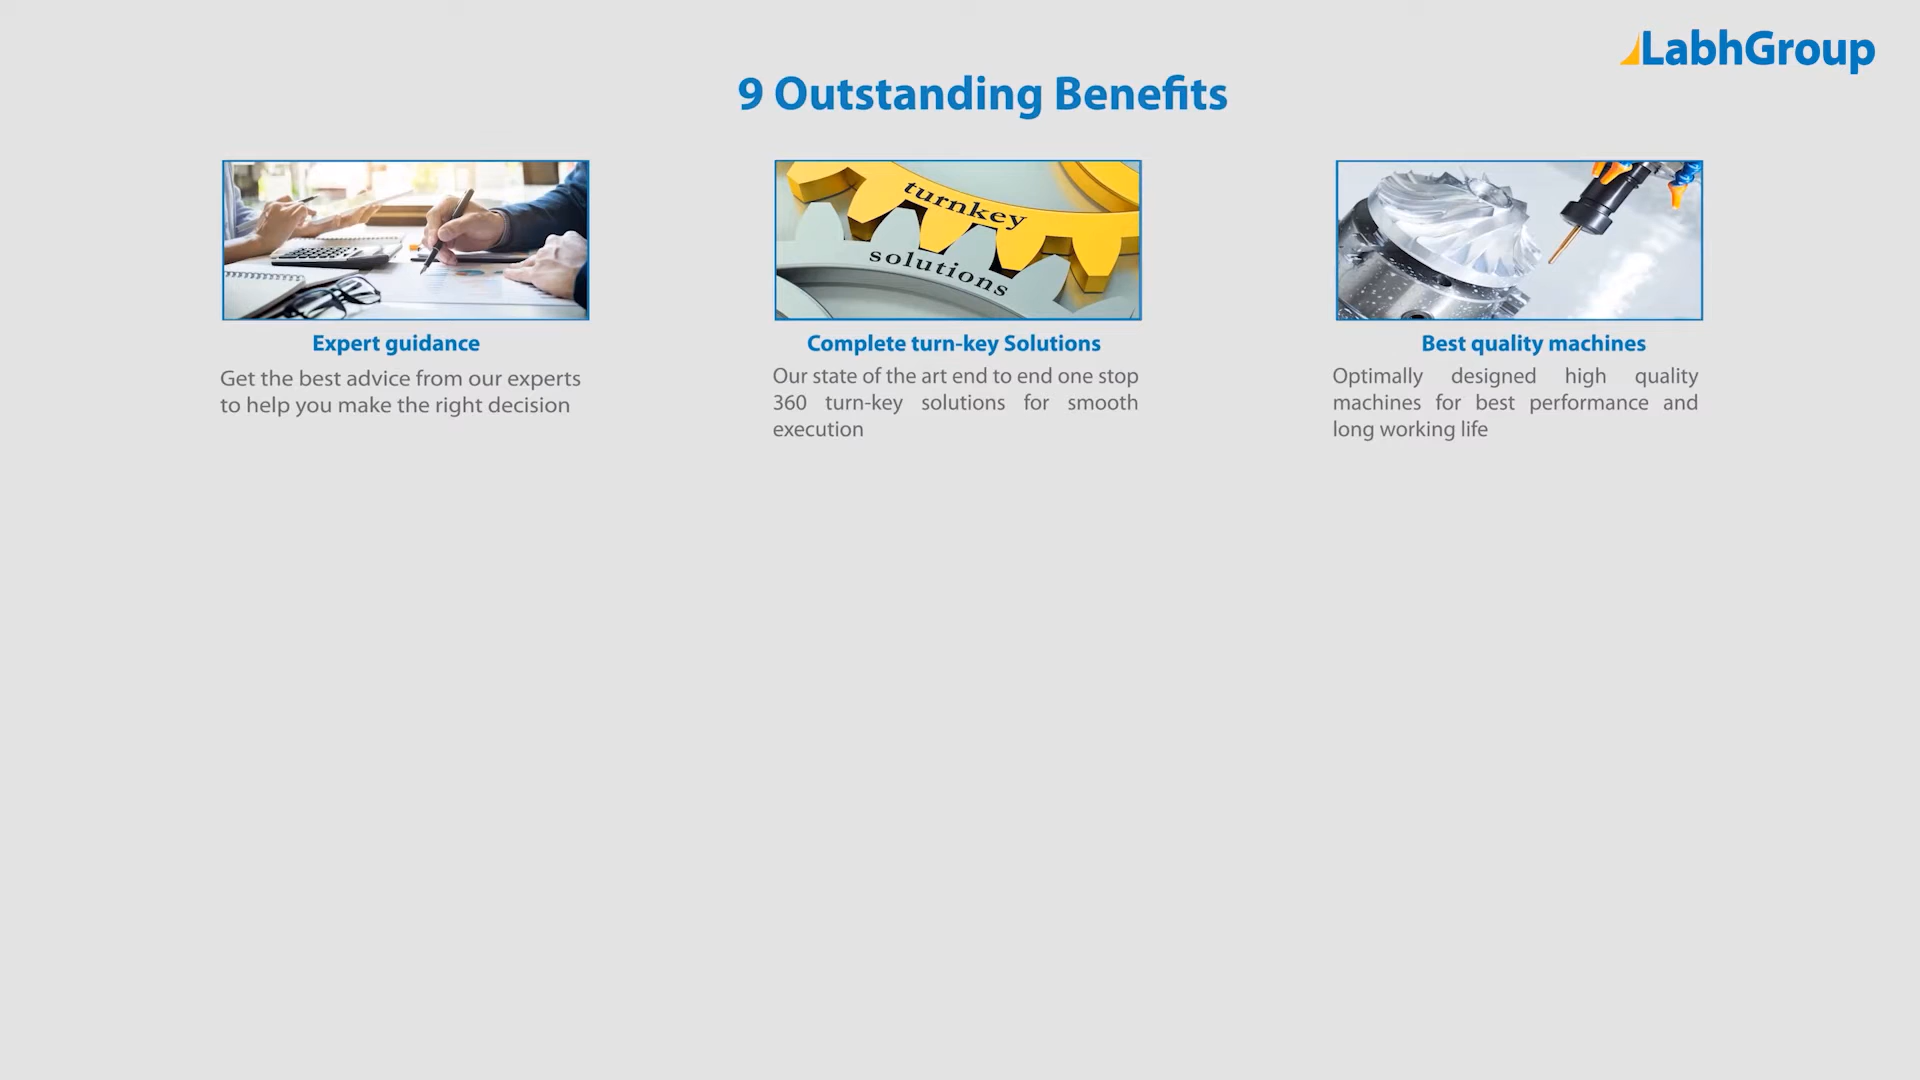 LabhGroup
9 Outstanding Benefits
turnkey
solutions
Expert guidance
Get the best advice from our experts
to help you make the right decision
Complete turn-key Solutions
Our state of the art end to end one stop
360 turn-key solutions for smooth
execution
Best quality machines
Optimally designed high quality
machines for best performance and
long working life